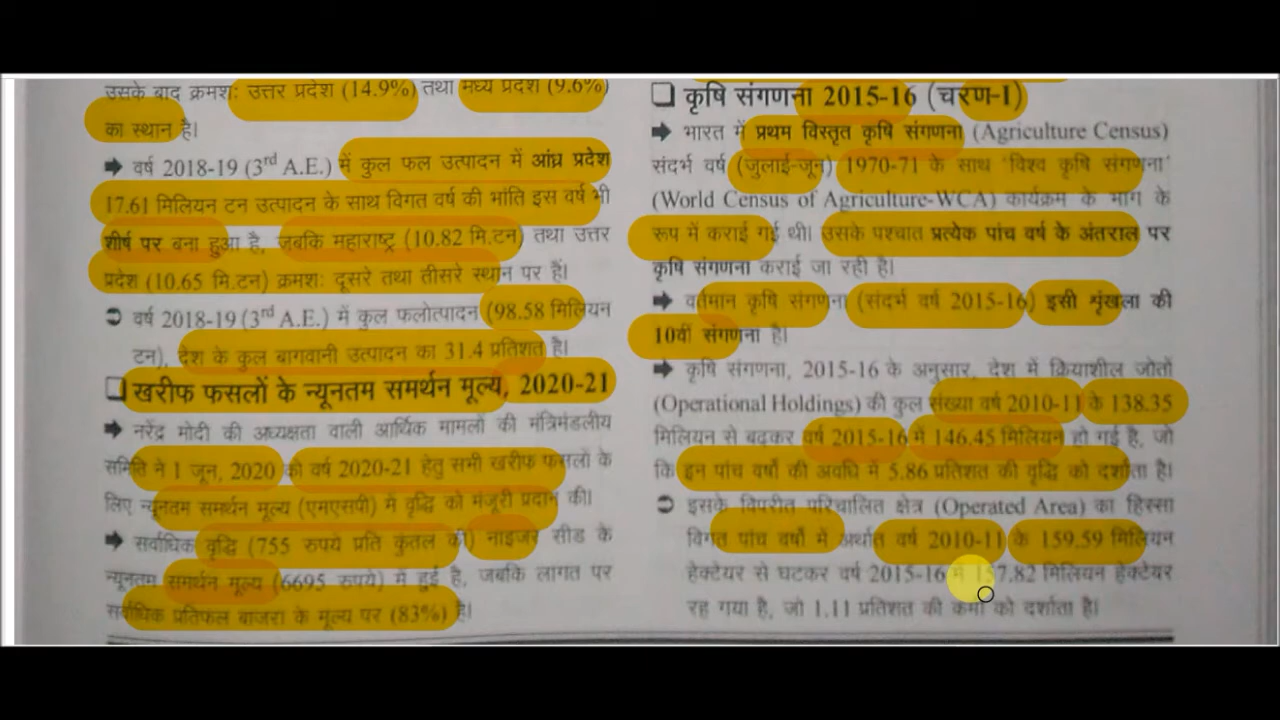 उसके बाद क्रमशः उत्तर प्रदेश (14.9%) तथा मध्य प्रदेश (9.6%)
का स्थान है।
➡ वर्ष 2018-19 (3rd A.E.) में कुल फल उत्पादन में आंध्र प्रदेश
17.61 मिलियन टन उत्पादन के साथ विगत वर्ष की भांति इस वर्ष भी
शीर्ष पर बना हुआ है, जबकि महाराष्ट्र (10.82 मि.टन) तथा उत्तर
प्रदेश (10.65 मि.टन) क्रमशः दूसरे तथा तीसरे स्थान पर हैं।
➲ वर्ष 2018-19 (3rd A.E.) में कुल फलोत्पादन (98.58 मिलियन
टन), देश के कुल बागवानी उत्पादन का 31.4 प्रतिशत है।
❑ खरीफ फसलों के न्यूनतम समर्थन मूल्य, 2020-21
➡ नरेंद्र मोदी की अध्यक्षता वाली आर्थिक मामलों की मंत्रिमंडलीय
समिति ने 1 जून, 2020 को वर्ष 2020-21 हेतु सभी खरीफ फसलों के
लिए न्यूनतम समर्थन मूल्य (एमएसपी) में वृद्धि को मंजूरी प्रदान की।
➡ सर्वाधिक वृद्धि (755 रुपये प्रति कुंतल की) नाइजर सीड के
न्यूनतम समर्थन मूल्य (6695 रुपये) में हुई है, जबकि लागत पर
सर्वाधिक प्रतिफल बाजरा के मूल्य पर (83%) है।
❑ कृषि संगणना 2015-16 (चरण-I)
➡ भारत में प्रथम विस्तृत कृषि संगणना (Agriculture Census)
संदर्भ वर्ष (जुलाई-जून) 1970-71 के साथ 'विश्व कृषि संगणना'
(World Census of Agriculture-WCA) कार्यक्रम के भाग के
रूप में कराई गई थी। उसके पश्चात प्रत्येक पांच वर्ष के अंतराल पर
कृषि संगणना कराई जा रही है।
➡ वर्तमान कृषि संगणना (संदर्भ वर्ष 2015-16) इसी शृंखला की
10वीं संगणना है।
➡ कृषि संगणना, 2015-16 के अनुसार, देश में क्रियाशील जोतों
(Operational Holdings) की कुल संख्या वर्ष 2010-11 के 138.35
मिलियन से बढ़कर वर्ष 2015-16 में 146.45 मिलियन हो गई है, जो
कि इन पांच वर्षों की अवधि में 5.86 प्रतिशत की वृद्धि को दर्शाता है।
➲ इसके विपरीत परिचालित क्षेत्र (Operated Area) का हिस्सा
विगत पांच वर्षों में अर्थात वर्ष 2010-11 के 159.59 मिलियन
हेक्टेयर से घटकर वर्ष 2015-16 में 157.82 मिलियन हेक्टेयर
रह गया है, जो 1.11 प्रतिशत की कमी को दर्शाता है।